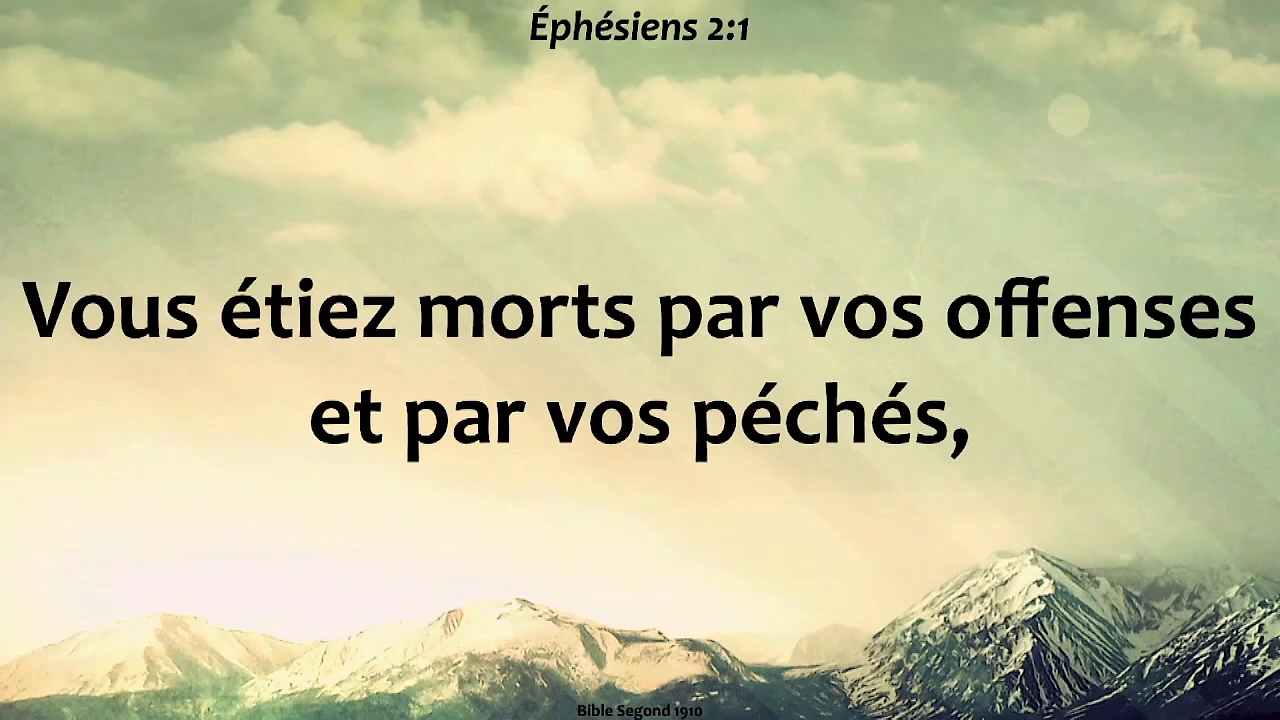 Éphésiens 2:1
Vous étiez morts par vos offenses
et par vos péchés,
Bible Segond 1910